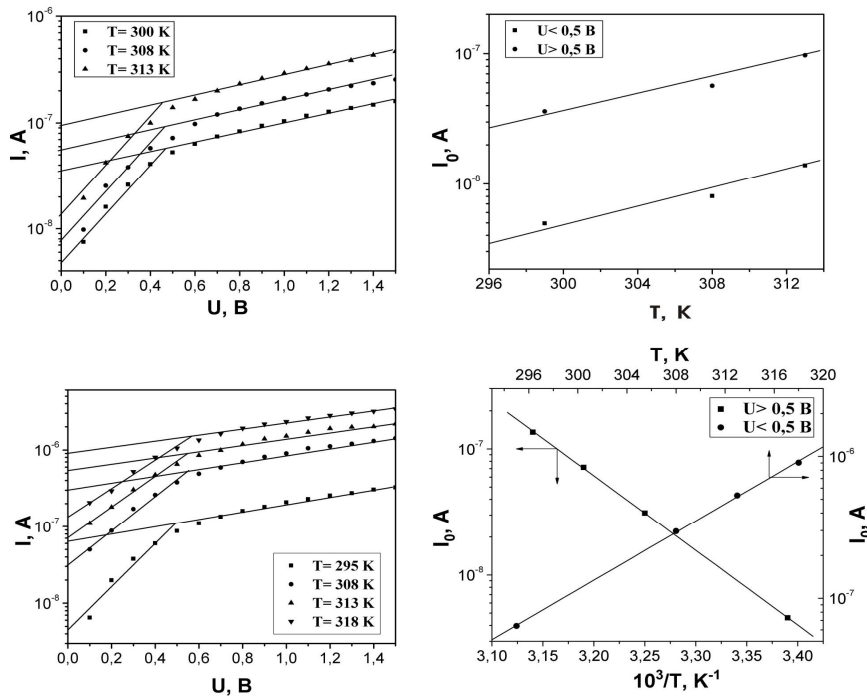 10⁻⁶
10⁻⁷
10⁻⁸
I, A
T= 300 K
T= 308 K
T= 313 K
0,0 0,2 0,4 0,6 0,8 1,0 1,2 1,4
U, B
10⁻⁷
10⁻⁸
I₀, A
U< 0,5 B
U> 0,5 B
296 300 304 308 312
T, K
10⁻⁶
10⁻⁷
10⁻⁸
I, A
T= 295 K
T= 308 K
T= 313 K
T= 318 K
0,0 0,2 0,4 0,6 0,8 1,0 1,2 1,4
U, B
T, K
296 300 304 308 312 316 320
10⁻⁷
10⁻⁸
I₀, A
U> 0,5 B
U< 0,5 B
10⁻⁶
10⁻⁷
I₀, A
3,10 3,15 3,20 3,25 3,30 3,35 3,40
10³/T, K⁻¹